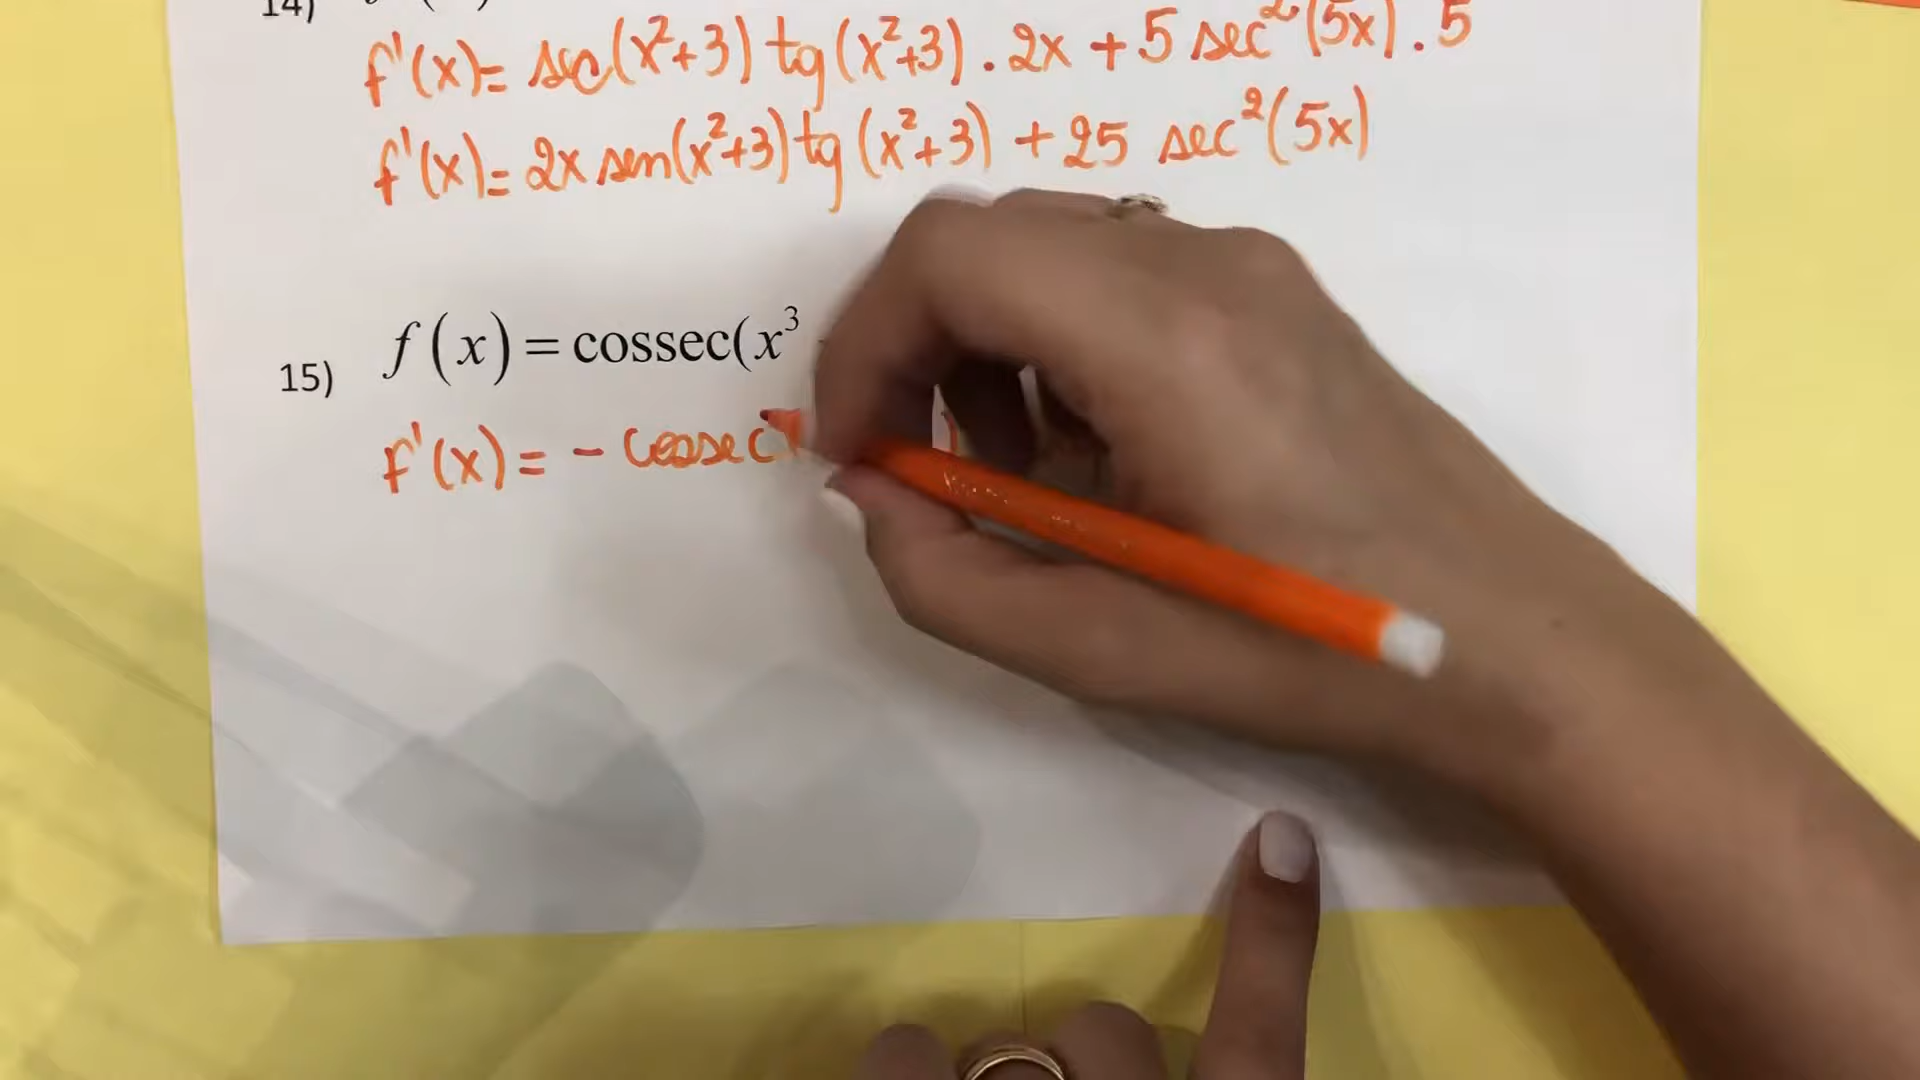 14)
f'(x)= sec(x²+3) tg(x²+3) . 2x + 5 sec²(5x) . 5
f'(x)= 2x sen(x²+3) tg(x²+3) + 25 sec²(5x)
15) f(x) = cossec(x³
f'(x) = - cossec